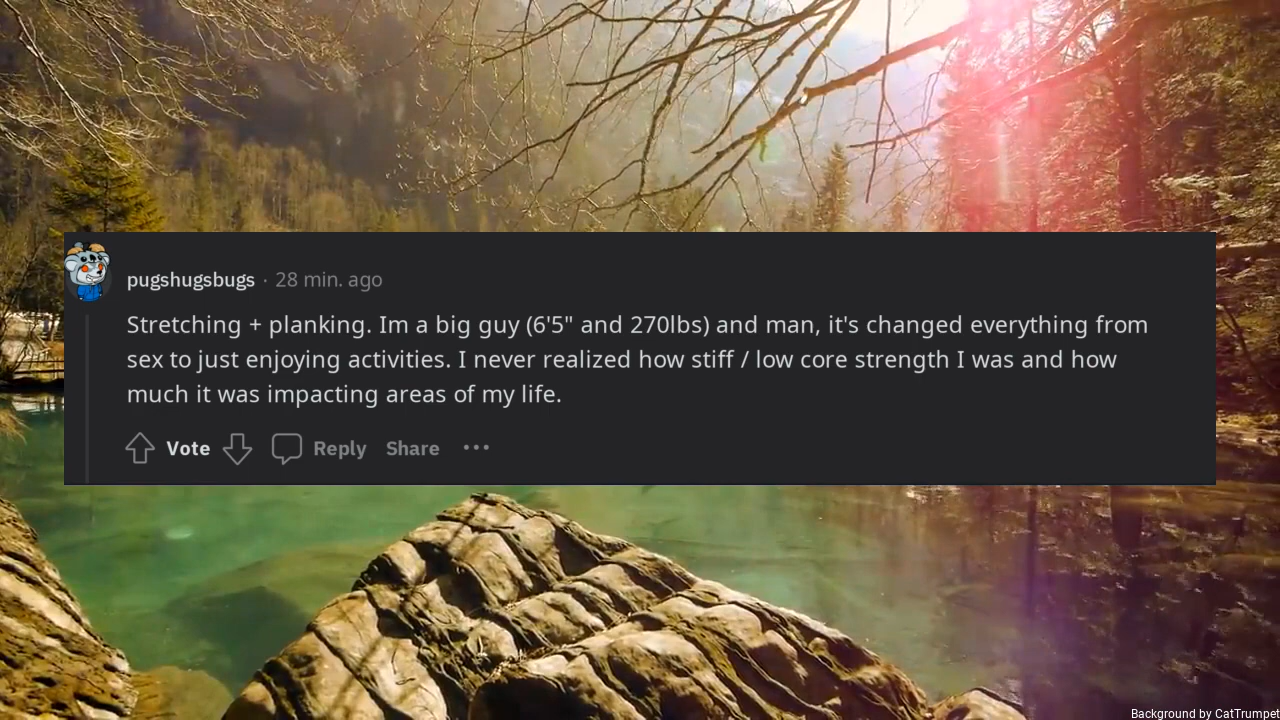 pugshugsbugs · 28 min. ago
Stretching + planking. Im a big guy (6'5" and 270lbs) and man, it's changed everything from
sex to just enjoying activities. I never realized how stiff / low core strength I was and how
much it was impacting areas of my life.
Vote Reply Share ···
Background by CatTrumpet